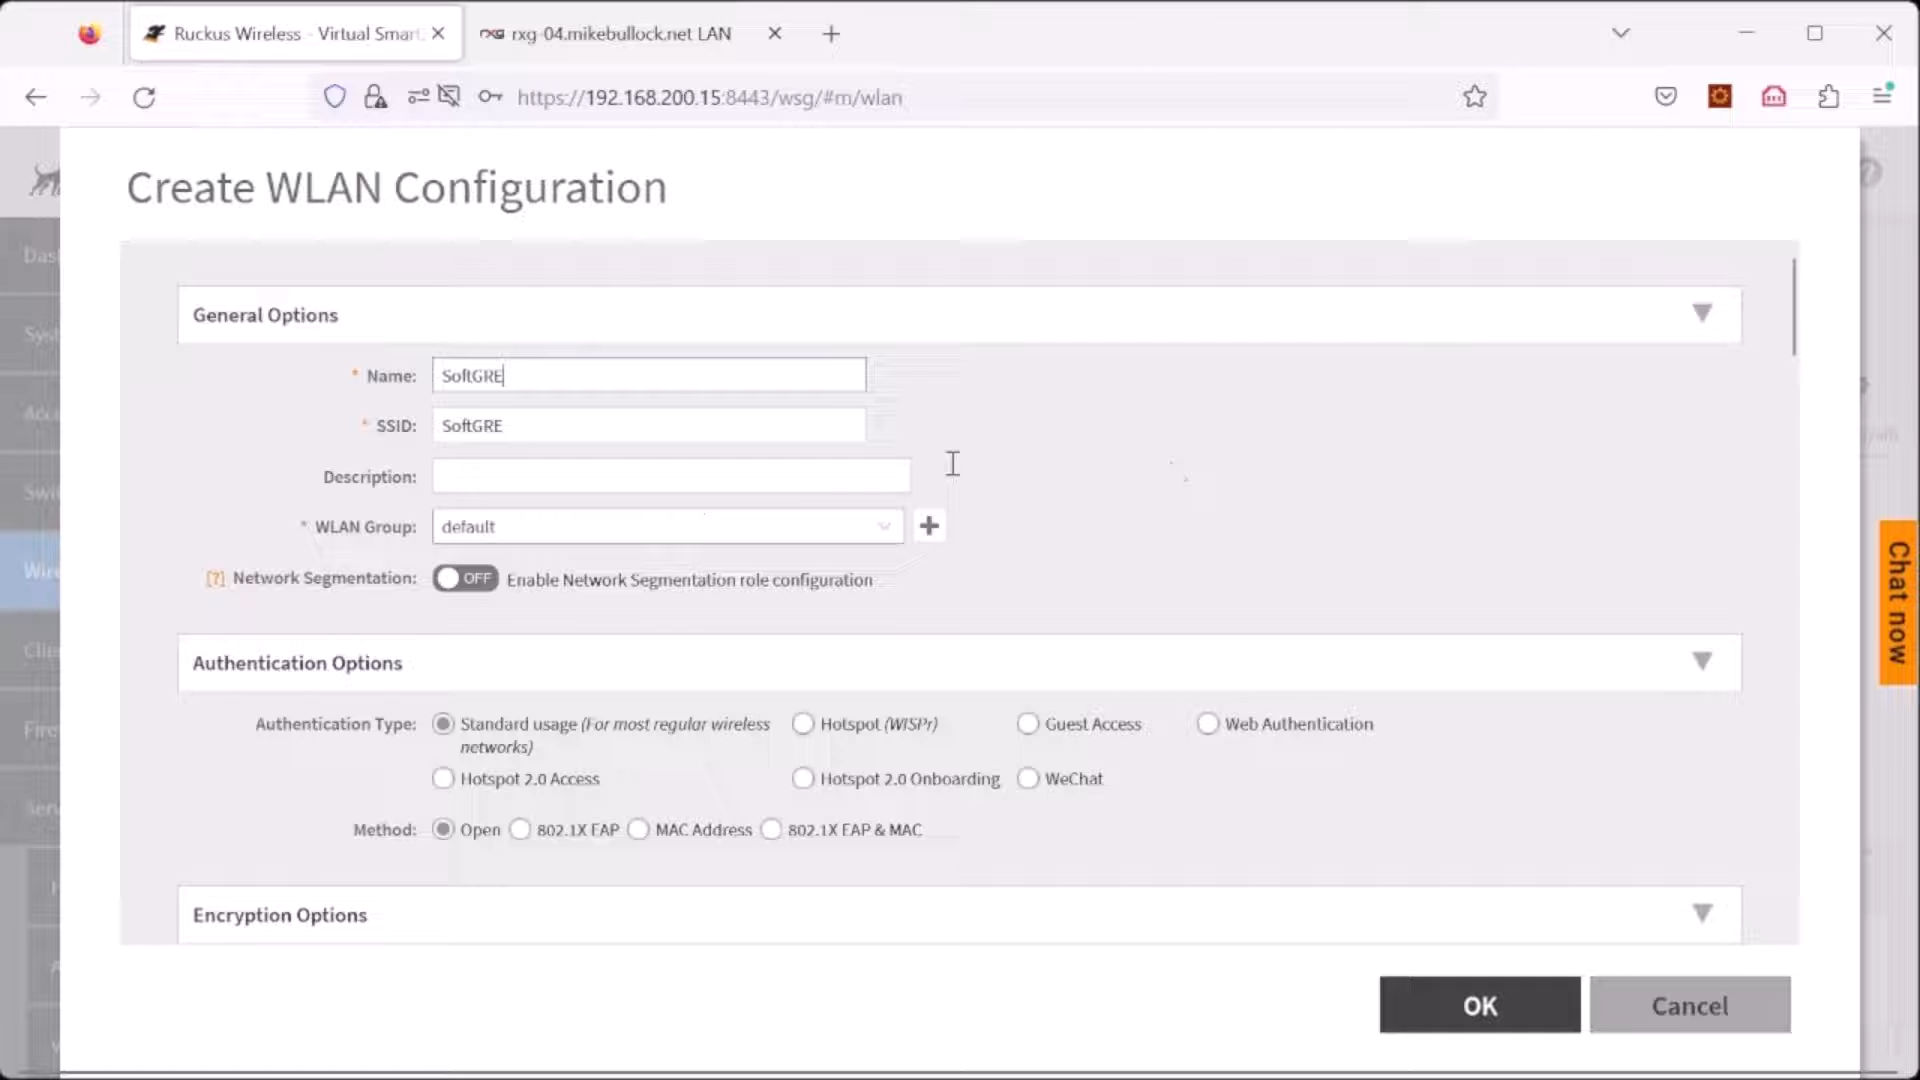 Ruckus Wireless - Virtual Smart
rxg-04.mikebullock.net LAN
https://192.168.200.15:8443/wsg/#m/wlan
Create WLAN Configuration
General Options
* Name: SoftGRE
* SSID: SoftGRE
Description:
* WLAN Group: default
[?] Network Segmentation: OFF Enable Network Segmentation role configuration
Authentication Options
Authentication Type: Standard usage (For most regular wireless networks) Hotspot (WISPr) Guest Access Web Authentication
Hotspot 2.0 Access Hotspot 2.0 Onboarding WeChat
Method: Open 802.1X EAP MAC Address 802.1X EAP & MAC
Encryption Options
OK Cancel
Chat now